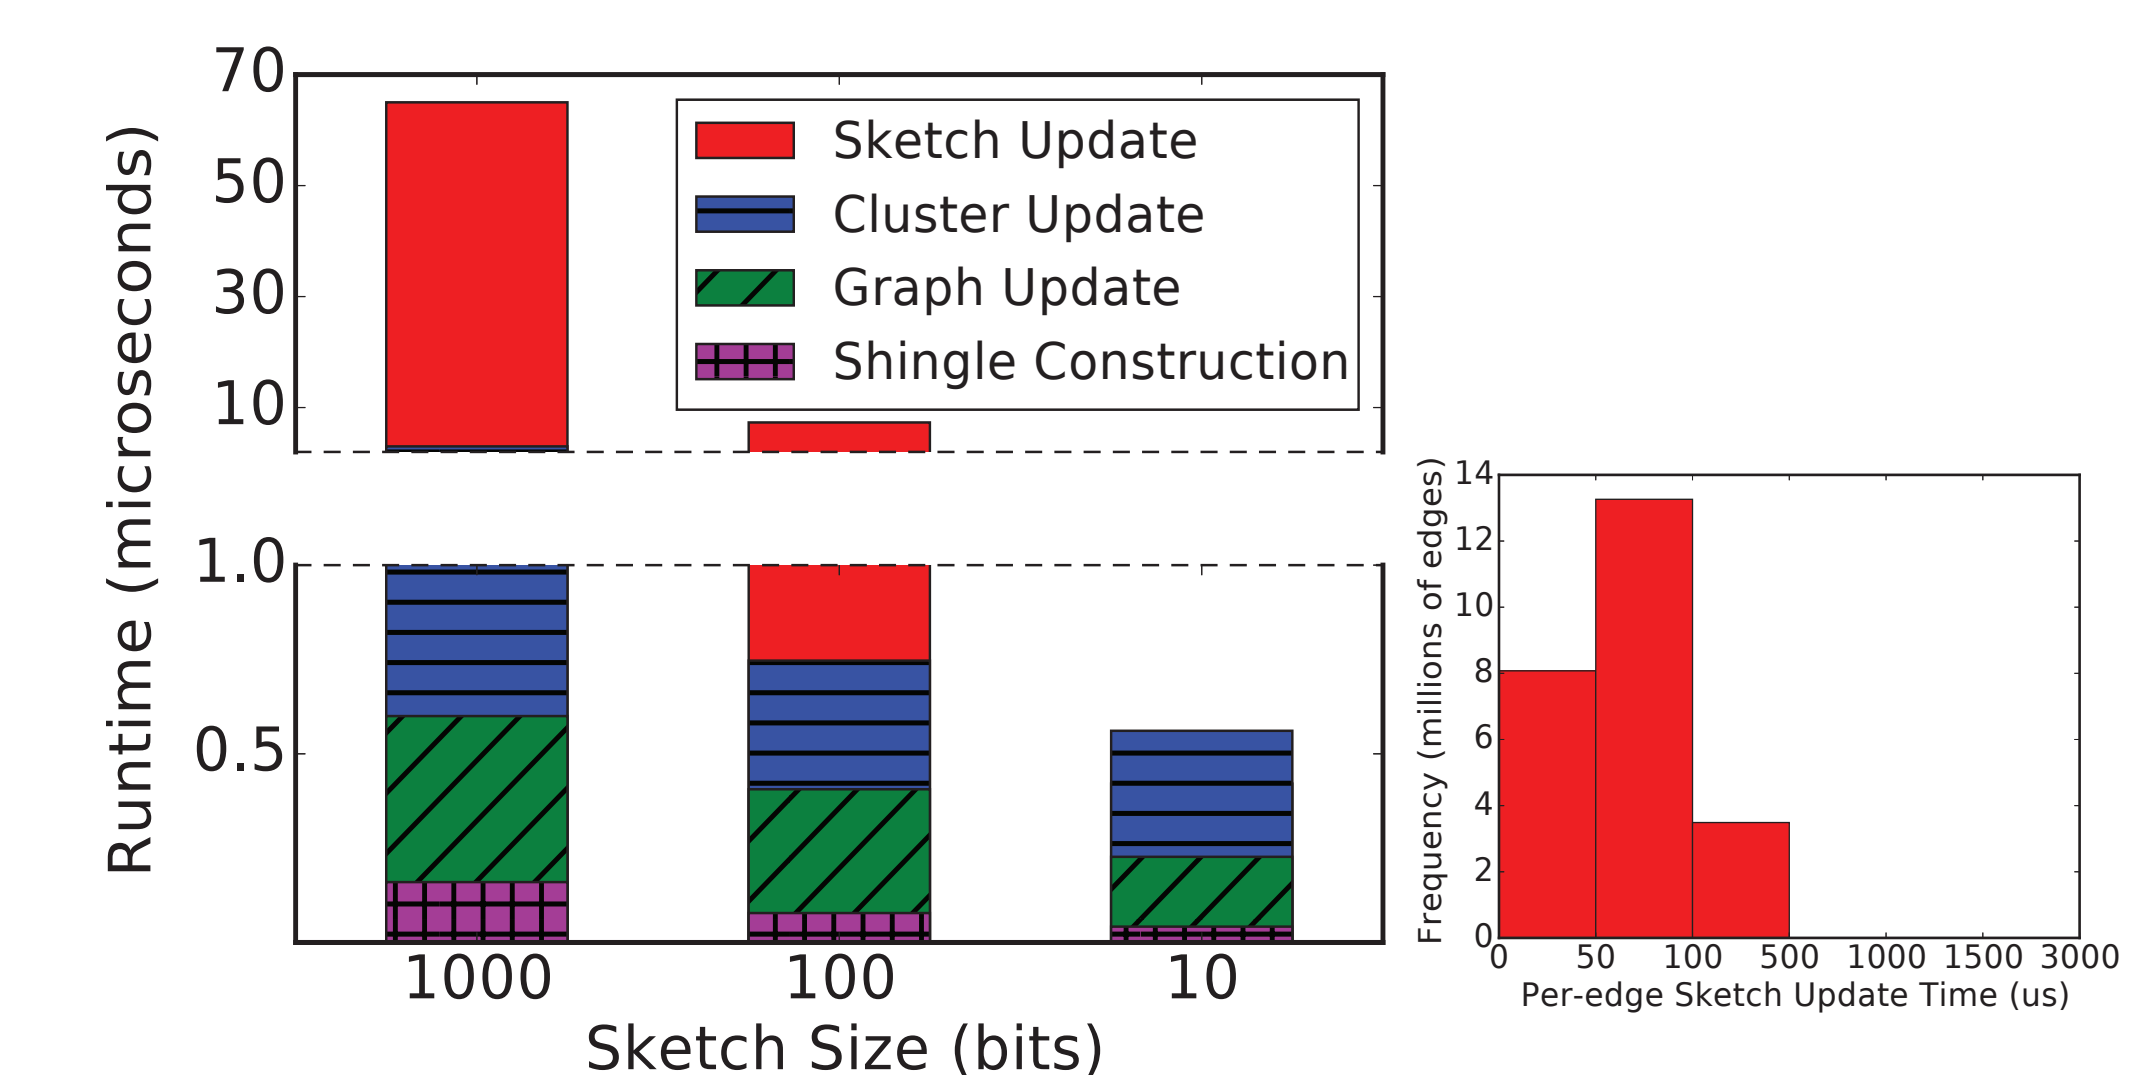 Runtime (microseconds)
70
50
30
10
1.0
0.5
Sketch Update
Cluster Update
Graph Update
Shingle Construction
1000 100 10
Sketch Size (bits)
Frequency (millions of edges)
14
12
10
8
6
4
2
0
0 50 100 500 1000 1500 3000
Per-edge Sketch Update Time (us)